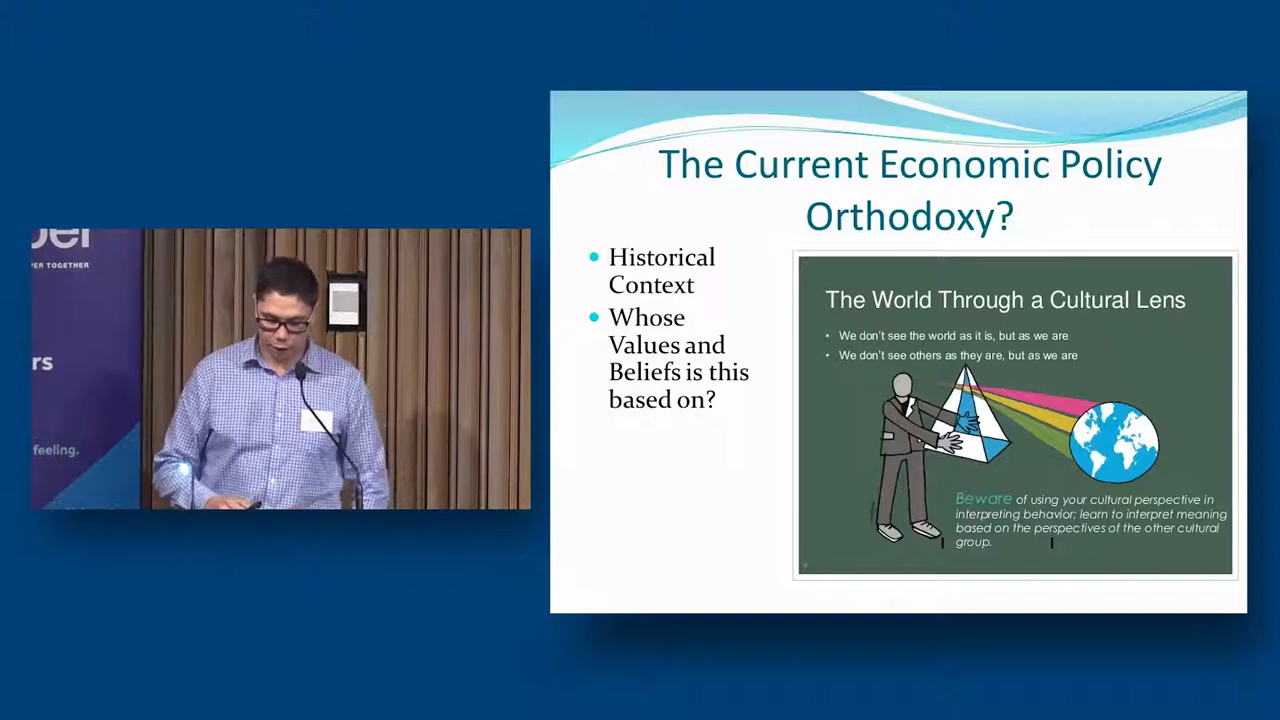 PER TOGETHER
rs
feeling.
The Current Economic Policy
Orthodoxy?
• Historical
Context
• Whose
Values and
Beliefs is this
based on?
The World Through a Cultural Lens
• We don't see the world as it is, but as we are
• We don't see others as they are, but as we are
Beware of using your cultural perspective in
interpreting behavior; learn to interpret meaning
based on the perspectives of the other cultural
group.